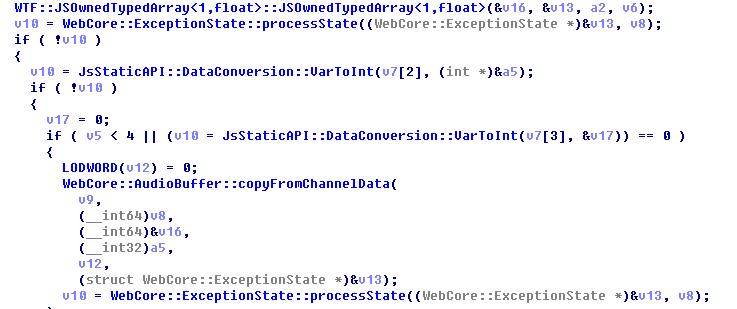 WTF::JSOwnedTypedArray<1,float>::JSOwnedTypedArray<1,float>(&v16, &v13, a2, v6);
v10 = WebCore::ExceptionState::processState((WebCore::ExceptionState *)&v13, v8);
if ( !v10 )
{
v10 = JsStaticAPI::DataConversion::VarToInt(v7[2], (int *)&a5);
if ( !v10 )
{
v17 = 0;
if ( v5 < 4 || (v10 = JsStaticAPI::DataConversion::VarToInt(v7[3], &v17)) == 0 )
{
LODWORD(v12) = 0;
WebCore::AudioBuffer::copyFromChannelData(
v9,
(__int64)v8,
(__int64)&v16,
(__int32)a5,
v12,
(struct WebCore::ExceptionState *)&v13);
v10 = WebCore::ExceptionState::processState((WebCore::ExceptionState *)&v13, v8);